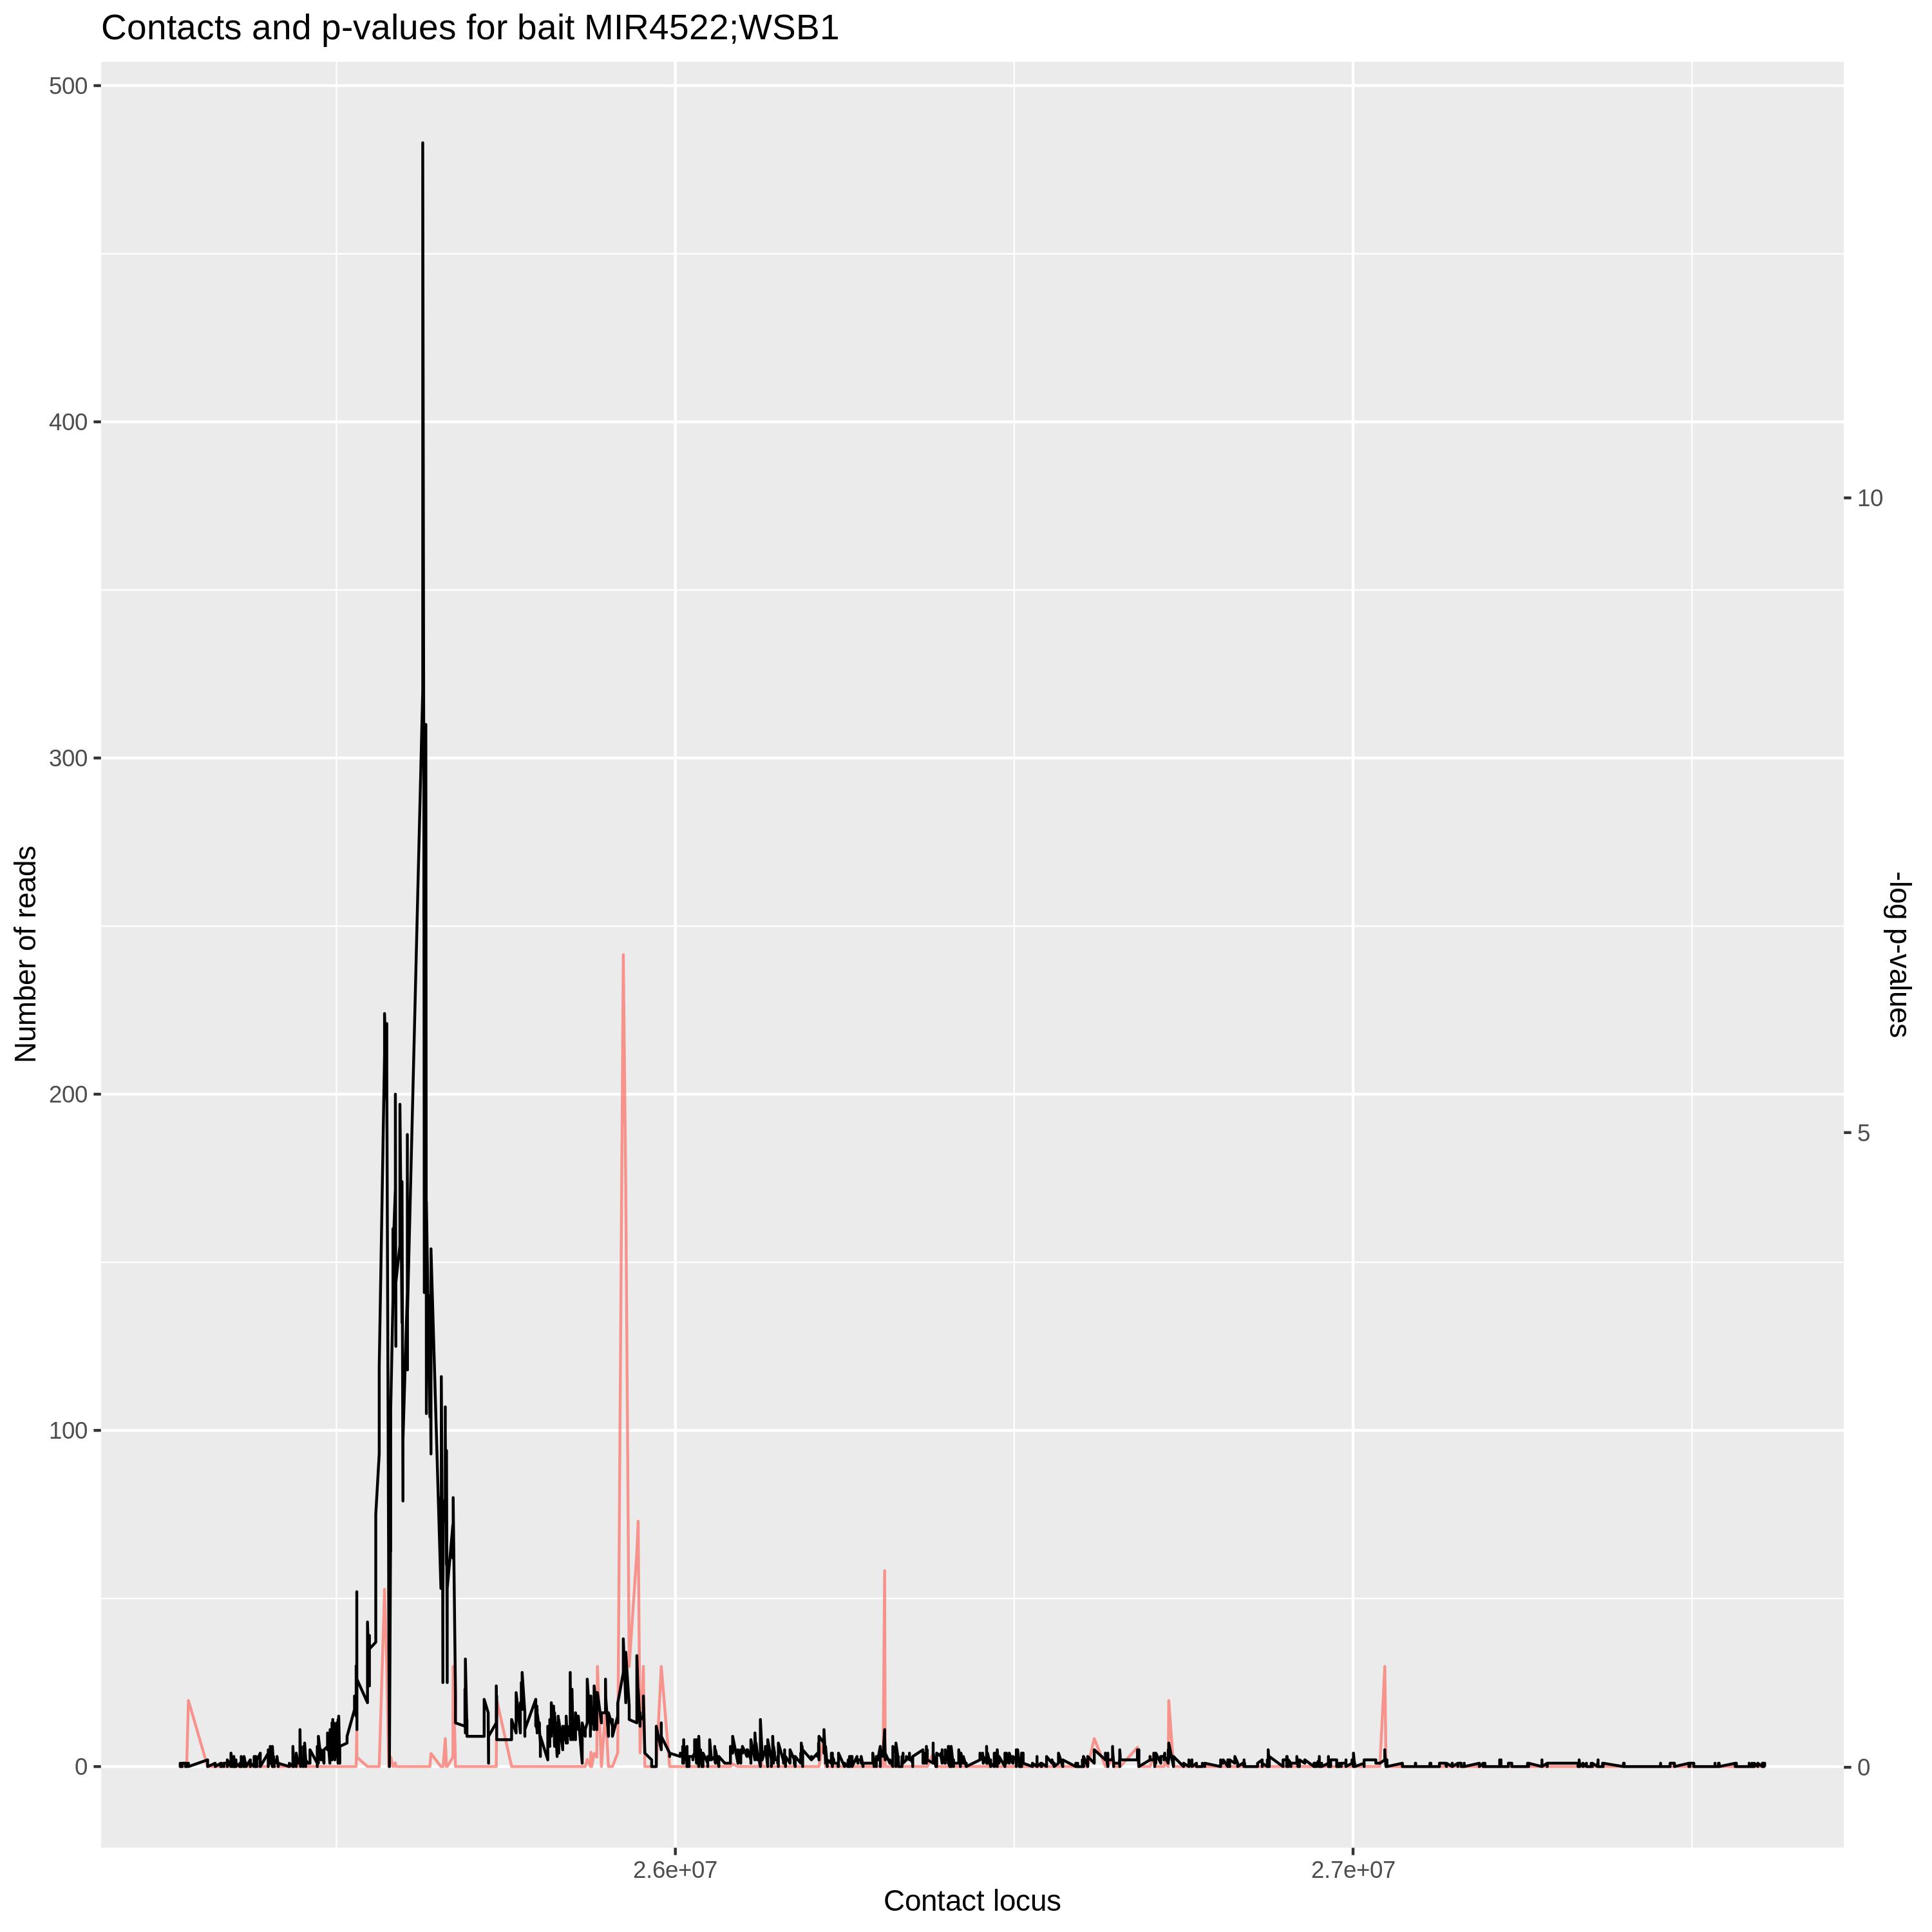 Contacts and p-values for bait MIR4522;WSB1
500
400
300
200
100
0
Number of reads
10
5
0
-log p-values
2.6e+07
2.7e+07
Contact locus